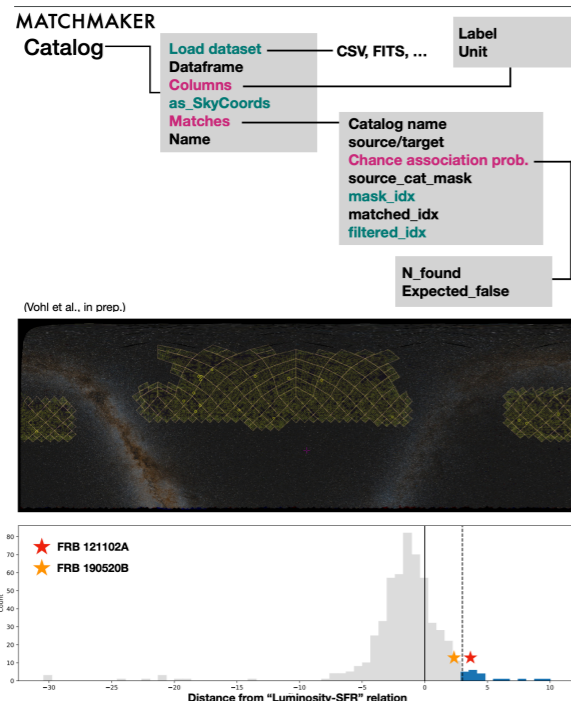 MATCHMAKER
Catalog
Load dataset
Dataframe
Columns
as_SkyCoords
Matches
Name
CSV, FITS, ...
Label
Unit
Catalog name
source/target
Chance association prob.
source_cat_mask
mask_idx
matched_idx
filtered_idx
N_found
Expected_false
(Vohl et al., in prep.)
FRB 121102A
FRB 190520B
Count
80
70
60
50
40
30
20
10
0
−30
−25
−20
−15
−10
−5
0
5
10
Distance from "Luminosity-SFR" relation